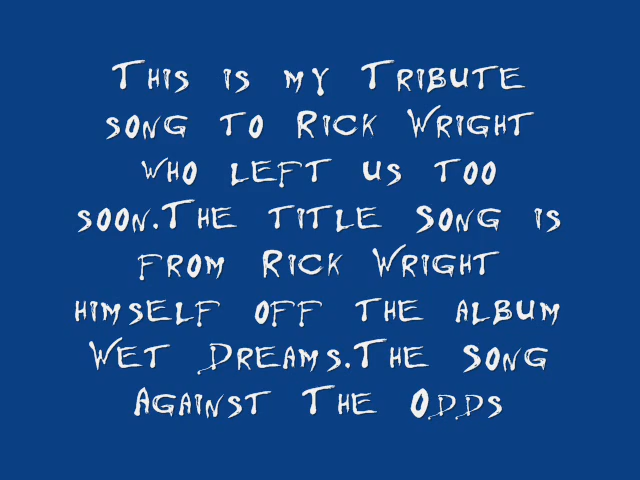 This is my Tribute
song to Rick Wright
who left us too
soon.The title Song is
from Rick Wright
himself off the album
Wet Dreams.The Song
Against The Odds